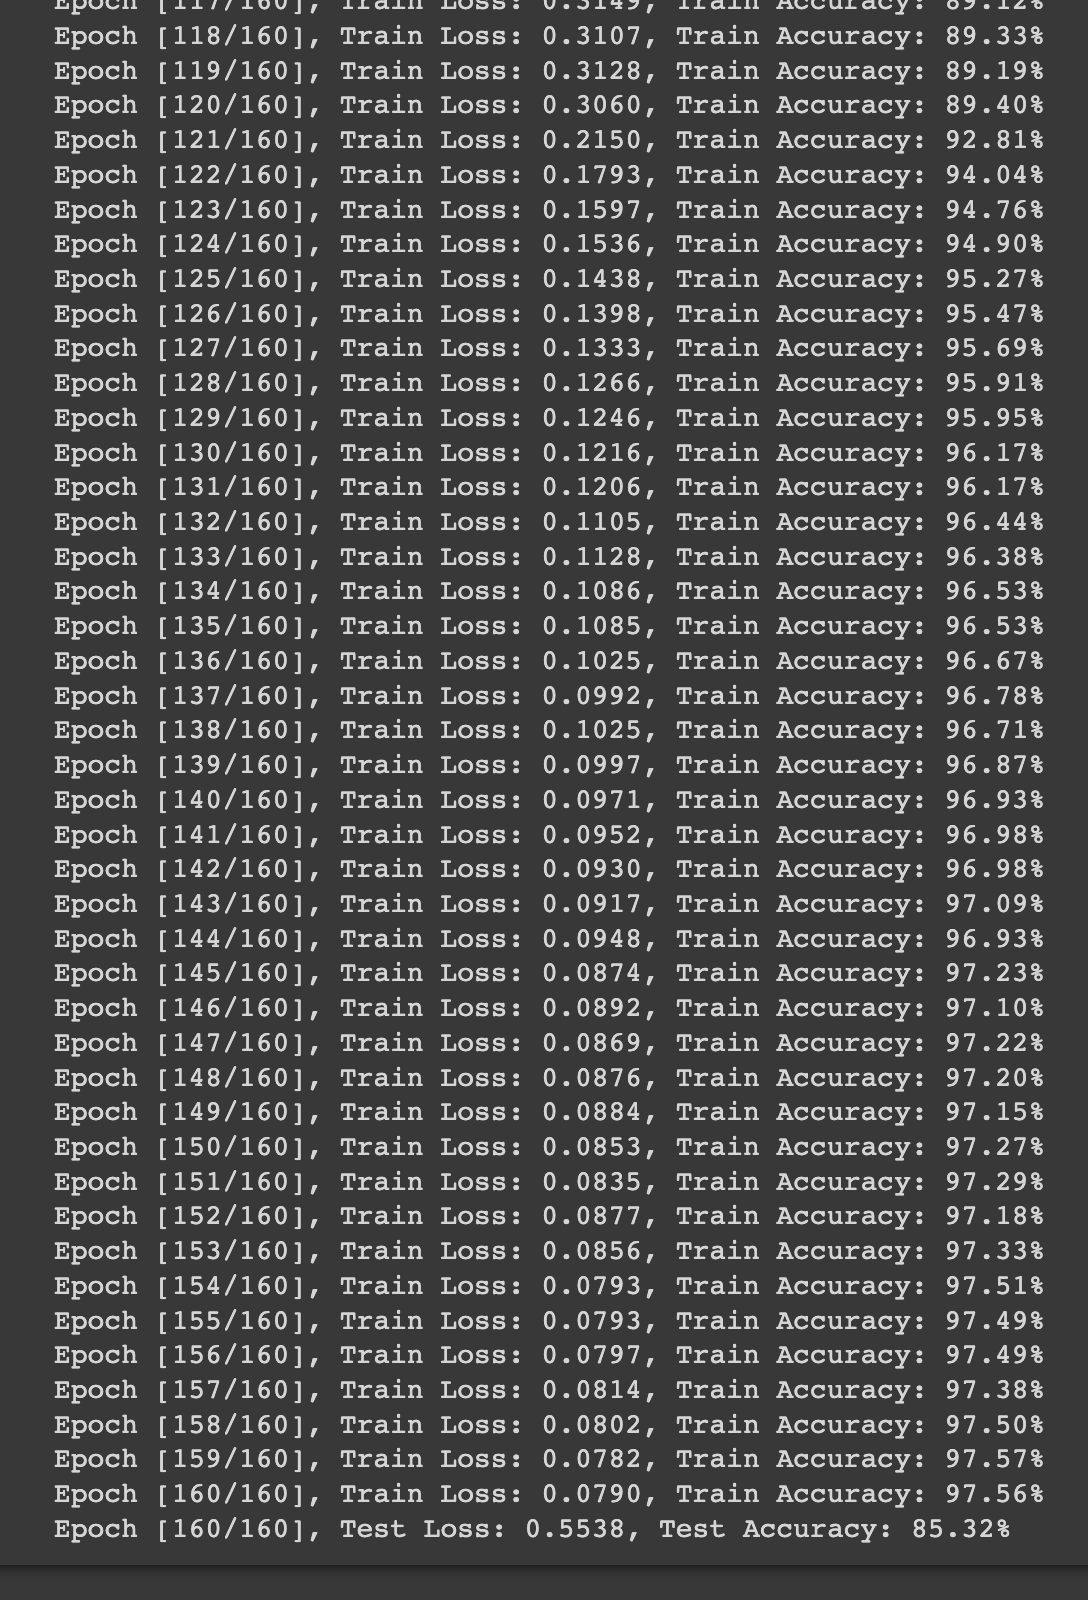 Epoch [117/160], Train Loss: 0.3149, Train Accuracy: 89.12%
Epoch [118/160], Train Loss: 0.3107, Train Accuracy: 89.33%
Epoch [119/160], Train Loss: 0.3128, Train Accuracy: 89.19%
Epoch [120/160], Train Loss: 0.3060, Train Accuracy: 89.40%
Epoch [121/160], Train Loss: 0.2150, Train Accuracy: 92.81%
Epoch [122/160], Train Loss: 0.1793, Train Accuracy: 94.04%
Epoch [123/160], Train Loss: 0.1597, Train Accuracy: 94.76%
Epoch [124/160], Train Loss: 0.1536, Train Accuracy: 94.90%
Epoch [125/160], Train Loss: 0.1438, Train Accuracy: 95.27%
Epoch [126/160], Train Loss: 0.1398, Train Accuracy: 95.47%
Epoch [127/160], Train Loss: 0.1333, Train Accuracy: 95.69%
Epoch [128/160], Train Loss: 0.1266, Train Accuracy: 95.91%
Epoch [129/160], Train Loss: 0.1246, Train Accuracy: 95.95%
Epoch [130/160], Train Loss: 0.1216, Train Accuracy: 96.17%
Epoch [131/160], Train Loss: 0.1206, Train Accuracy: 96.17%
Epoch [132/160], Train Loss: 0.1105, Train Accuracy: 96.44%
Epoch [133/160], Train Loss: 0.1128, Train Accuracy: 96.38%
Epoch [134/160], Train Loss: 0.1086, Train Accuracy: 96.53%
Epoch [135/160], Train Loss: 0.1085, Train Accuracy: 96.53%
Epoch [136/160], Train Loss: 0.1025, Train Accuracy: 96.67%
Epoch [137/160], Train Loss: 0.0992, Train Accuracy: 96.78%
Epoch [138/160], Train Loss: 0.1025, Train Accuracy: 96.71%
Epoch [139/160], Train Loss: 0.0997, Train Accuracy: 96.87%
Epoch [140/160], Train Loss: 0.0971, Train Accuracy: 96.93%
Epoch [141/160], Train Loss: 0.0952, Train Accuracy: 96.98%
Epoch [142/160], Train Loss: 0.0930, Train Accuracy: 96.98%
Epoch [143/160], Train Loss: 0.0917, Train Accuracy: 97.09%
Epoch [144/160], Train Loss: 0.0948, Train Accuracy: 96.93%
Epoch [145/160], Train Loss: 0.0874, Train Accuracy: 97.23%
Epoch [146/160], Train Loss: 0.0892, Train Accuracy: 97.10%
Epoch [147/160], Train Loss: 0.0869, Train Accuracy: 97.22%
Epoch [148/160], Train Loss: 0.0876, Train Accuracy: 97.20%
Epoch [149/160], Train Loss: 0.0884, Train Accuracy: 97.15%
Epoch [150/160], Train Loss: 0.0853, Train Accuracy: 97.27%
Epoch [151/160], Train Loss: 0.0835, Train Accuracy: 97.29%
Epoch [152/160], Train Loss: 0.0877, Train Accuracy: 97.18%
Epoch [153/160], Train Loss: 0.0856, Train Accuracy: 97.33%
Epoch [154/160], Train Loss: 0.0793, Train Accuracy: 97.51%
Epoch [155/160], Train Loss: 0.0793, Train Accuracy: 97.49%
Epoch [156/160], Train Loss: 0.0797, Train Accuracy: 97.49%
Epoch [157/160], Train Loss: 0.0814, Train Accuracy: 97.38%
Epoch [158/160], Train Loss: 0.0802, Train Accuracy: 97.50%
Epoch [159/160], Train Loss: 0.0782, Train Accuracy: 97.57%
Epoch [160/160], Train Loss: 0.0790, Train Accuracy: 97.56%
Epoch [160/160], Test Loss: 0.5538, Test Accuracy: 85.32%